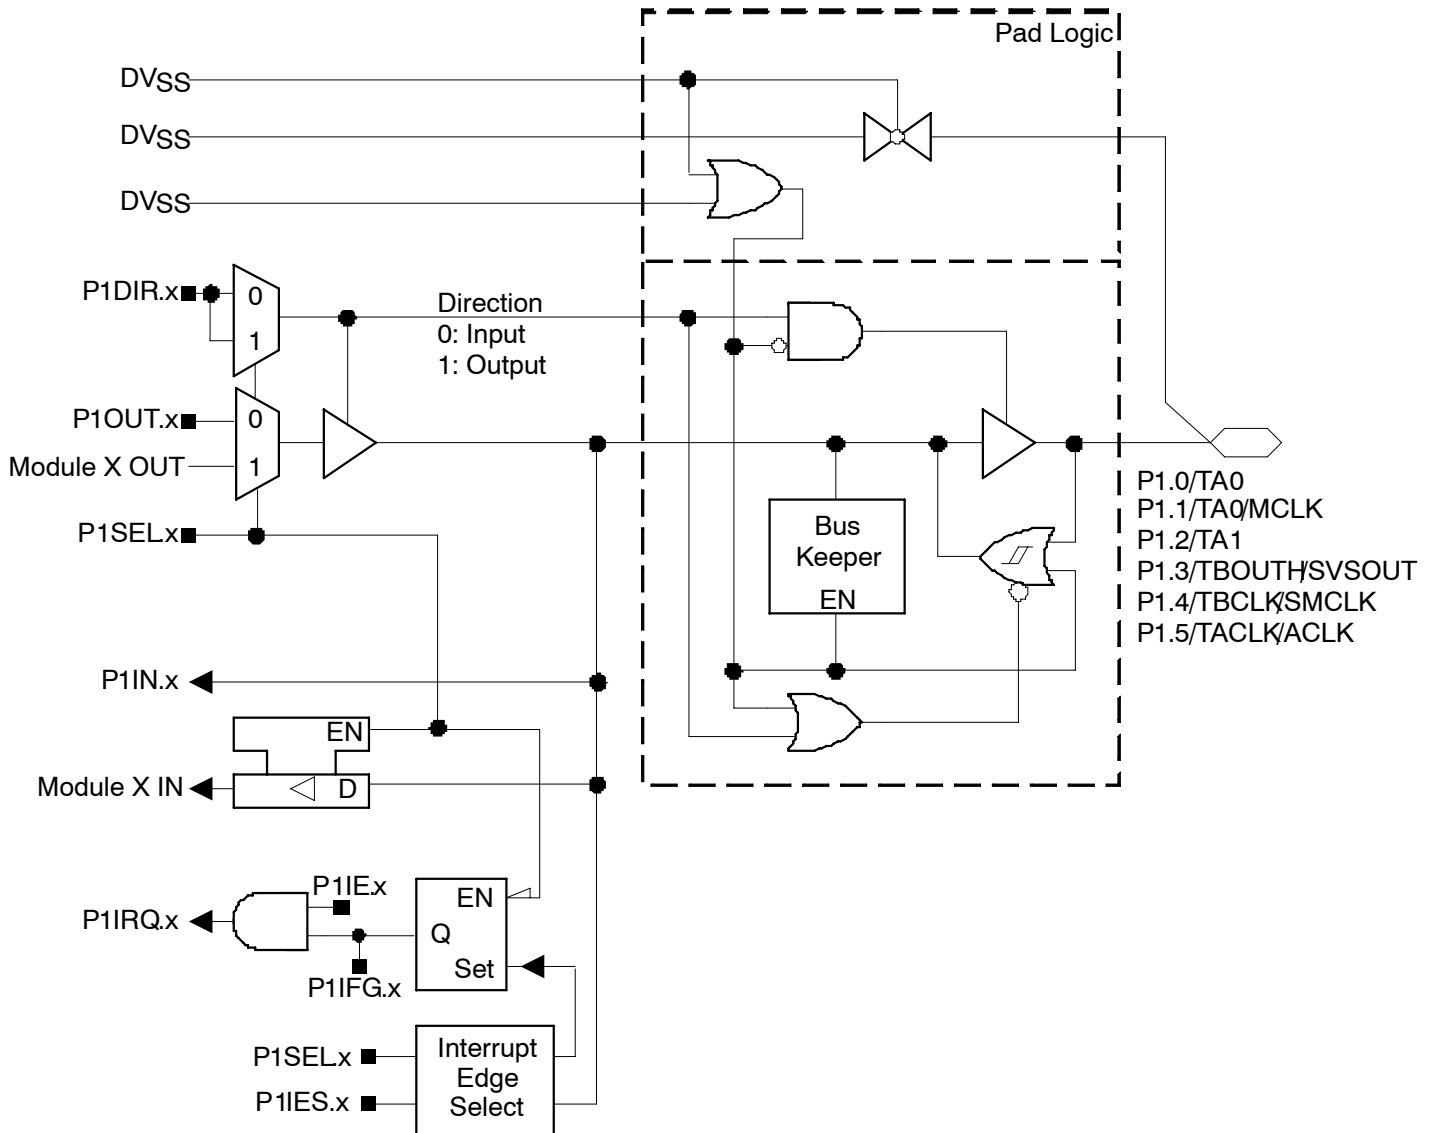 Pad Logic
DVSS
DVSS
DVSS
P1DIR.x
0
1
Direction
0: Input
1: Output
P1OUT.x
0
Module X OUT
1
P1SEL.x
Bus
Keeper
EN
P1.0/TA0
P1.1/TA0/MCLK
P1.2/TA1
P1.3/TBOUTH/SVSOUT
P1.4/TBCLK/SMCLK
P1.5/TACLK/ACLK
P1IN.x
EN
Module X IN
D
P1IE.x
EN
P1IRQ.x
Q
Set
P1IFG.x
P1SEL.x
P1IES.x
Interrupt
Edge
Select